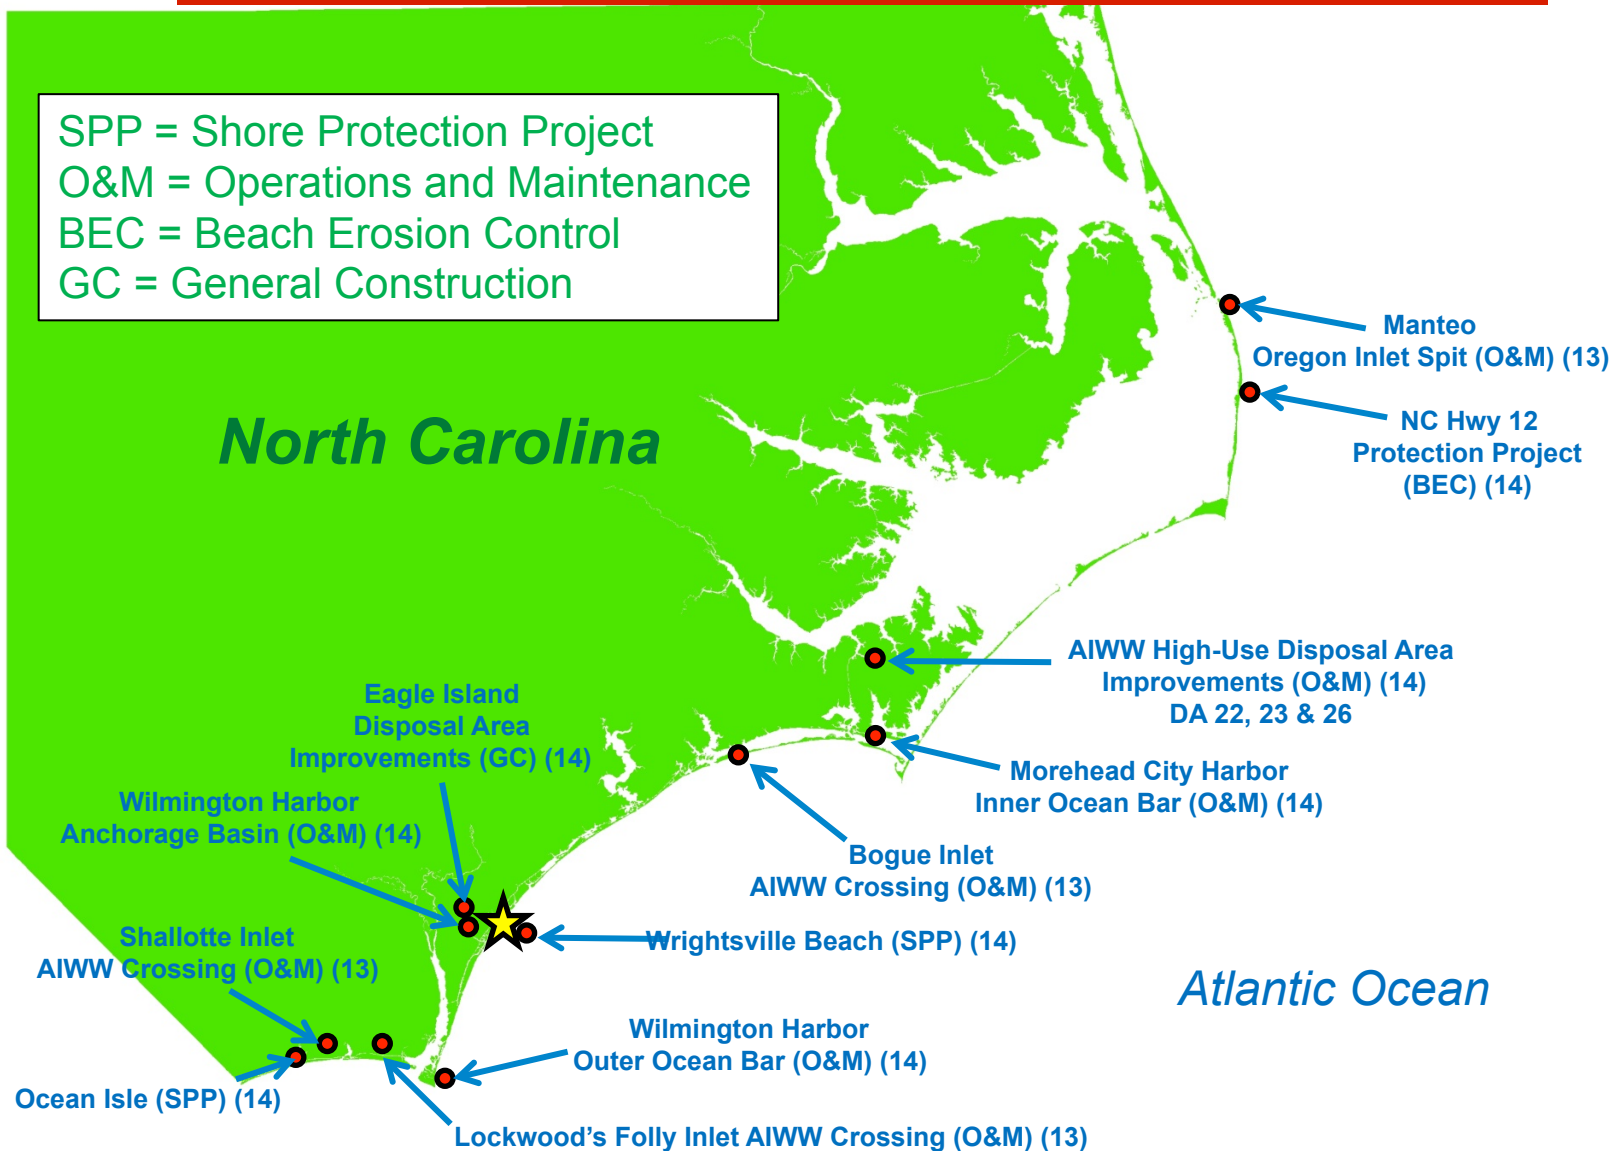 SPP = Shore Protection Project
O&M = Operations and Maintenance
BEC = Beach Erosion Control
GC = General Construction
North Carolina
Manteo
Oregon Inlet Spit (O&M) (13)
NC Hwy 12
Protection Project
(BEC) (14)
AIWW High-Use Disposal Area
Improvements (O&M) (14)
DA 22, 23 & 26
Morehead City Harbor
Inner Ocean Bar (O&M) (14)
Bogue Inlet
AIWW Crossing (O&M) (13)
Eagle Island
Disposal Area
Improvements (GC) (14)
Wilmington Harbor
Anchorage Basin (O&M) (14)
Wrightsville Beach (SPP) (14)
Shallotte Inlet
AIWW Crossing (O&M) (13)
Atlantic Ocean
Wilmington Harbor
Outer Ocean Bar (O&M) (14)
Ocean Isle (SPP) (14)
Lockwood’s Folly Inlet AIWW Crossing (O&M) (13)